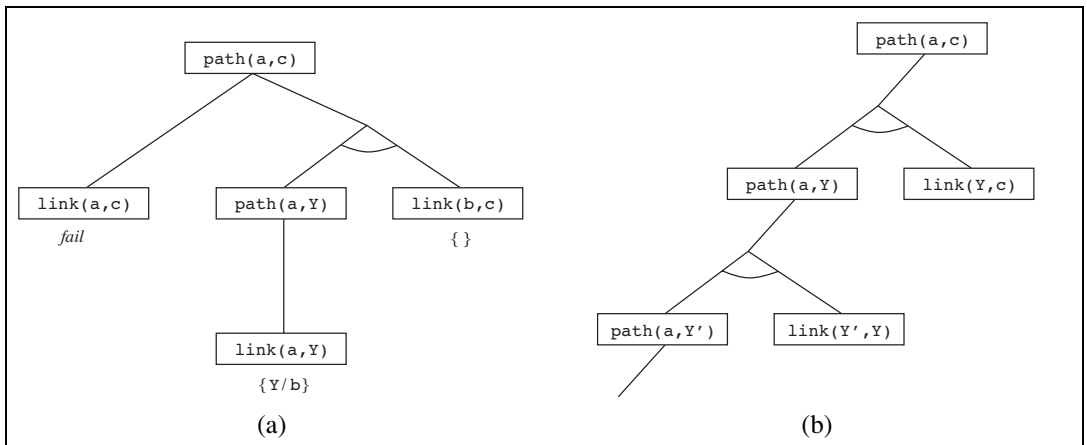 path(a,c)
link(a,c)
path(a,Y)
link(b,c)
fail
{ }
link(a,Y)
{Y/b}
(a)
path(a,c)
path(a,Y)
link(Y,c)
path(a,Y’)
link(Y’,Y)
(b)